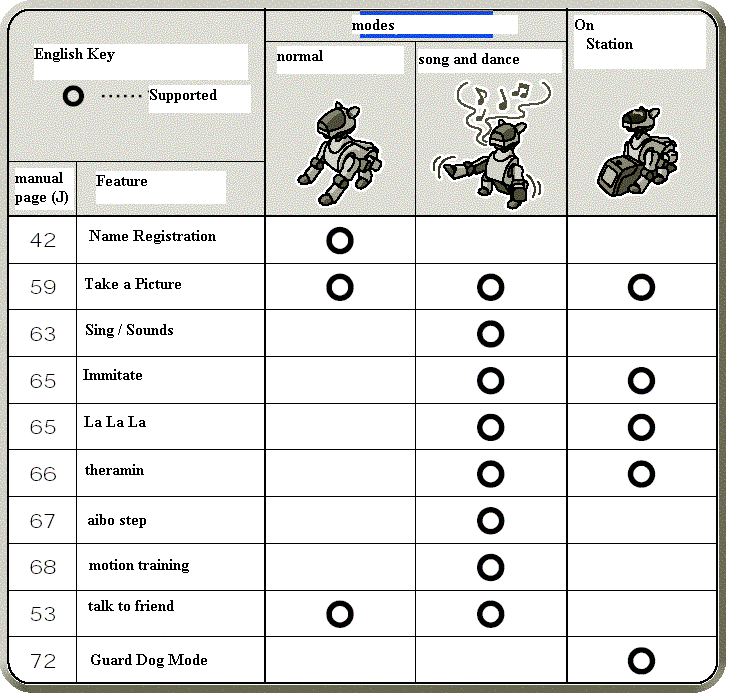 modes
On
Station
English Key
normal
song and dance
Supported
manual
page (J)
Feature
42 Name Registration
59 Take a Picture
63 Sing / Sounds
65 Immitate
65 La La La
66 theramin
67 aibo step
68 motion training
53 talk to friend
72 Guard Dog Mode